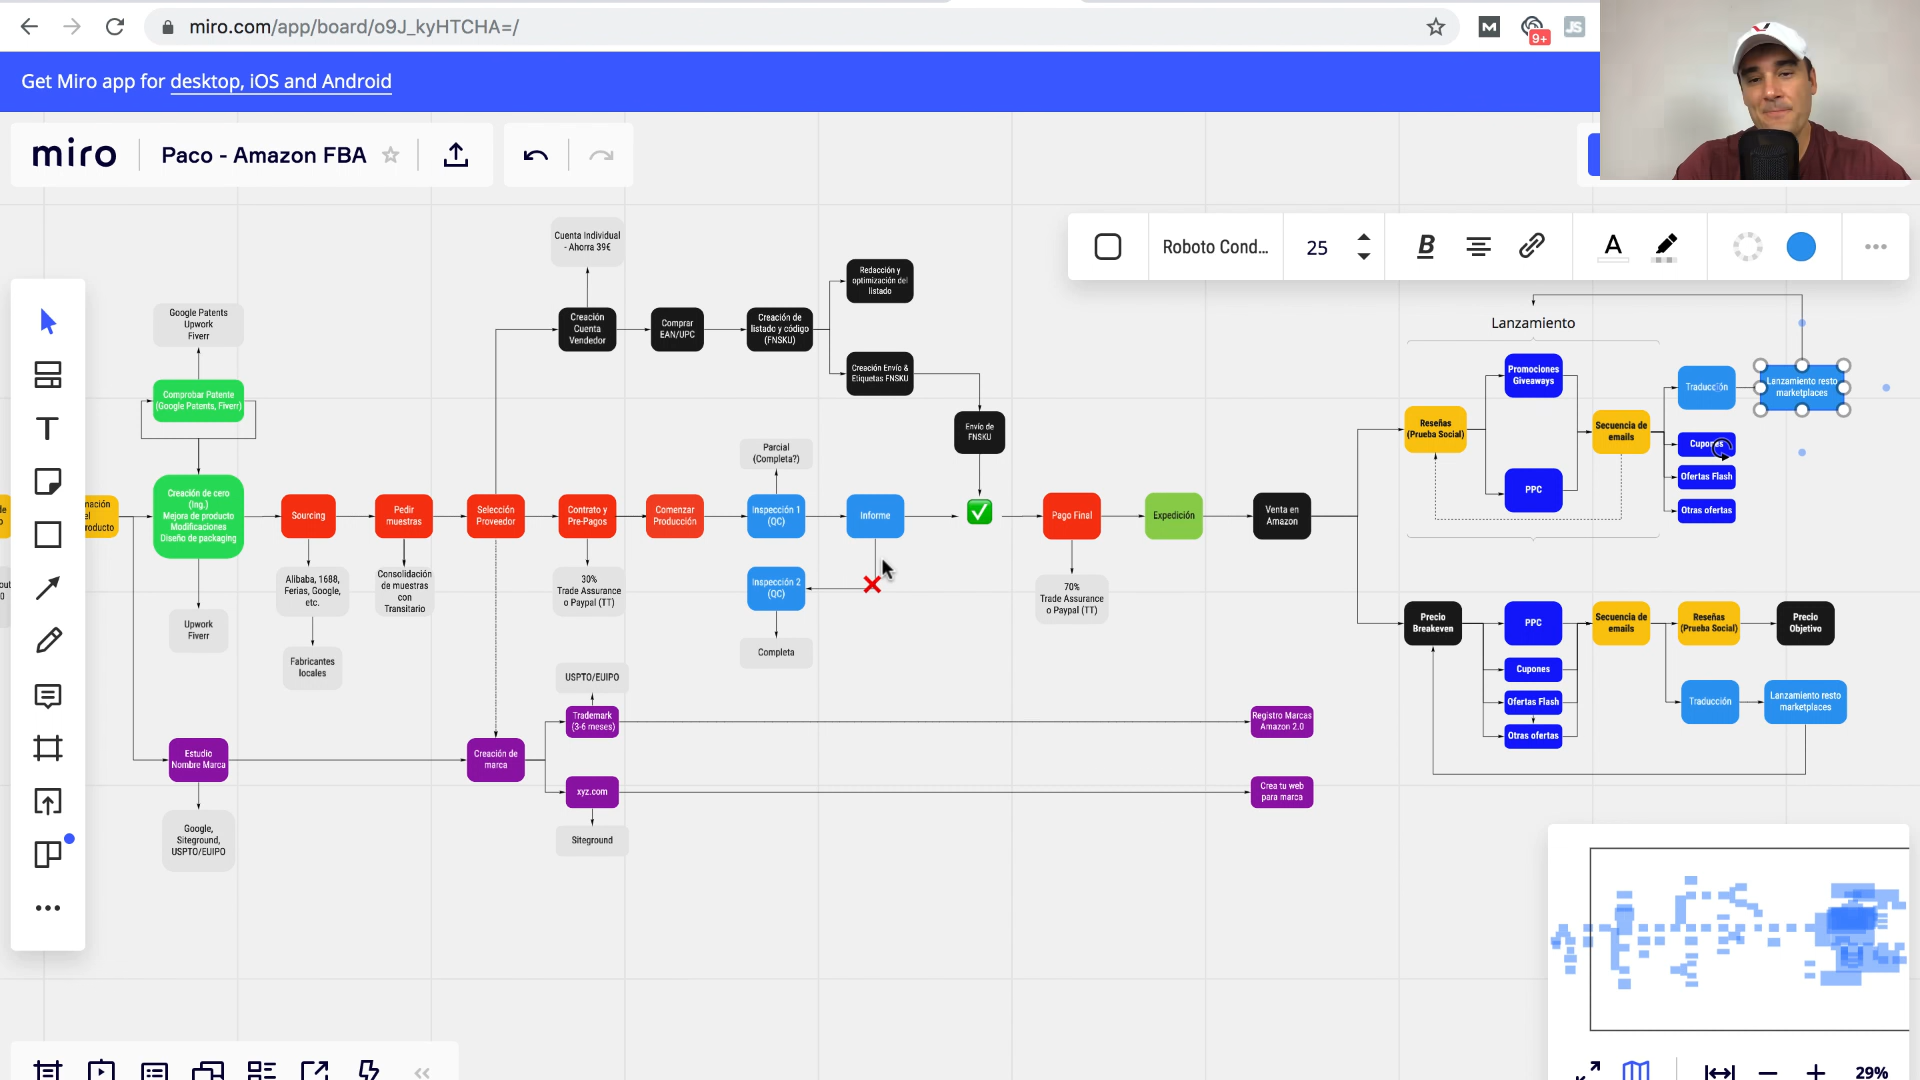 miro.com/app/board/o9J_kyHTCHA=/
9+
JS
Get Miro app for desktop, iOS and Android
miro
Paco - Amazon FBA
Roboto Cond...
25
B
A
Cuenta Individual
- Ahorra 39€
Creación
Cuenta
Vendedor
Comprar
EAN/UPC
Creación de
listado y código
(FNSKU)
Redacción y
optimización del
listado
Creación Envío &
Etiquetas FNSKU
Envío de
FNSKU
Google Patents
Upwork
Fiverr
Comprobar Patente
(Google Patents, Fiverr)
Creación de cero
(Ing.)
Mejora de producto
Modificaciones
Diseño de packaging
Upwork
Fiverr
Sourcing
Alibaba, 1688,
Ferias, Google,
etc.
Fabricantes
locales
Pedir
muestras
Consolidación
de muestras
con
Transitario
Selección
Proveedor
Contrato y
Pre-Pagos
30%
Trade Assurance
o Paypal (TT)
Comenzar
Producción
Parcial
(Completa?)
Inspección 1
(QC)
Informe
Inspección 2
(QC)
Completa
Pago Final
70%
Trade Assurance
o Paypal (TT)
Expedición
Venta en
Amazon
Lanzamiento
Reseñas
(Prueba Social)
Promociones
Giveaways
PPC
Secuencia de
emails
Traducción
Lanzamiento resto
marketplaces
Cupones
Ofertas Flash
Otras ofertas
Precio
Breakeven
PPC
Cupones
Ofertas Flash
Otras ofertas
Secuencia de
emails
Reseñas
(Prueba Social)
Precio
Objetivo
Traducción
Lanzamiento resto
marketplaces
Estudio
Nombre Marca
Google,
Siteground,
USPTO/EUIPO
Creación de
marca
USPTO/EUIPO
Trademark
(3-6 meses)
xyz.com
Siteground
Registro Marcas
Amazon 2.0
Crea tu web
para marca
29%